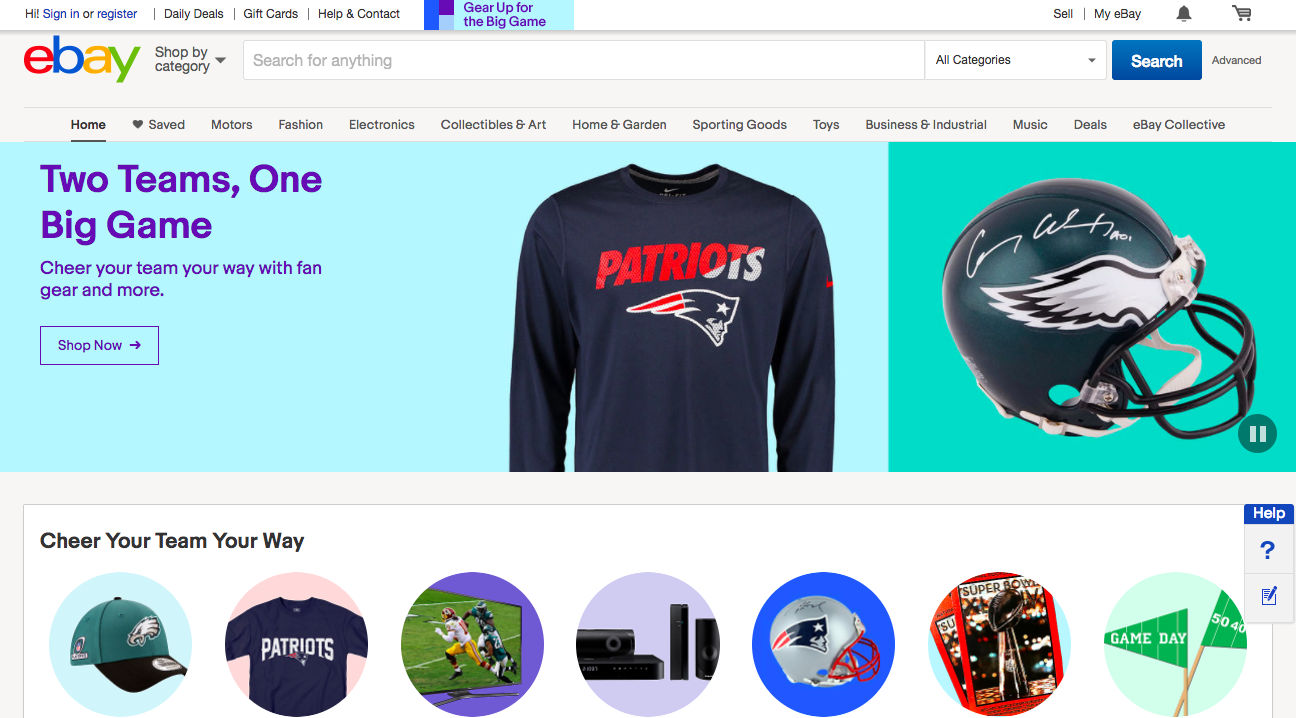 Hi! Sign in or register
Daily Deals
Gift Cards
Help & Contact
Gear Up for
the Big Game
Sell
My eBay
ebay
Shop by
category
Search for anything
All Categories
Search
Advanced
Home
Saved
Motors
Fashion
Electronics
Collectibles & Art
Home & Garden
Sporting Goods
Toys
Business & Industrial
Music
Deals
eBay Collective
Two Teams, One
Big Game
Cheer your team your way with fan
gear and more.
Shop Now
PATRIOTS
Help
?
Cheer Your Team Your Way
PATRIOTS
SUPER BOWL
GAME DAY
50 40